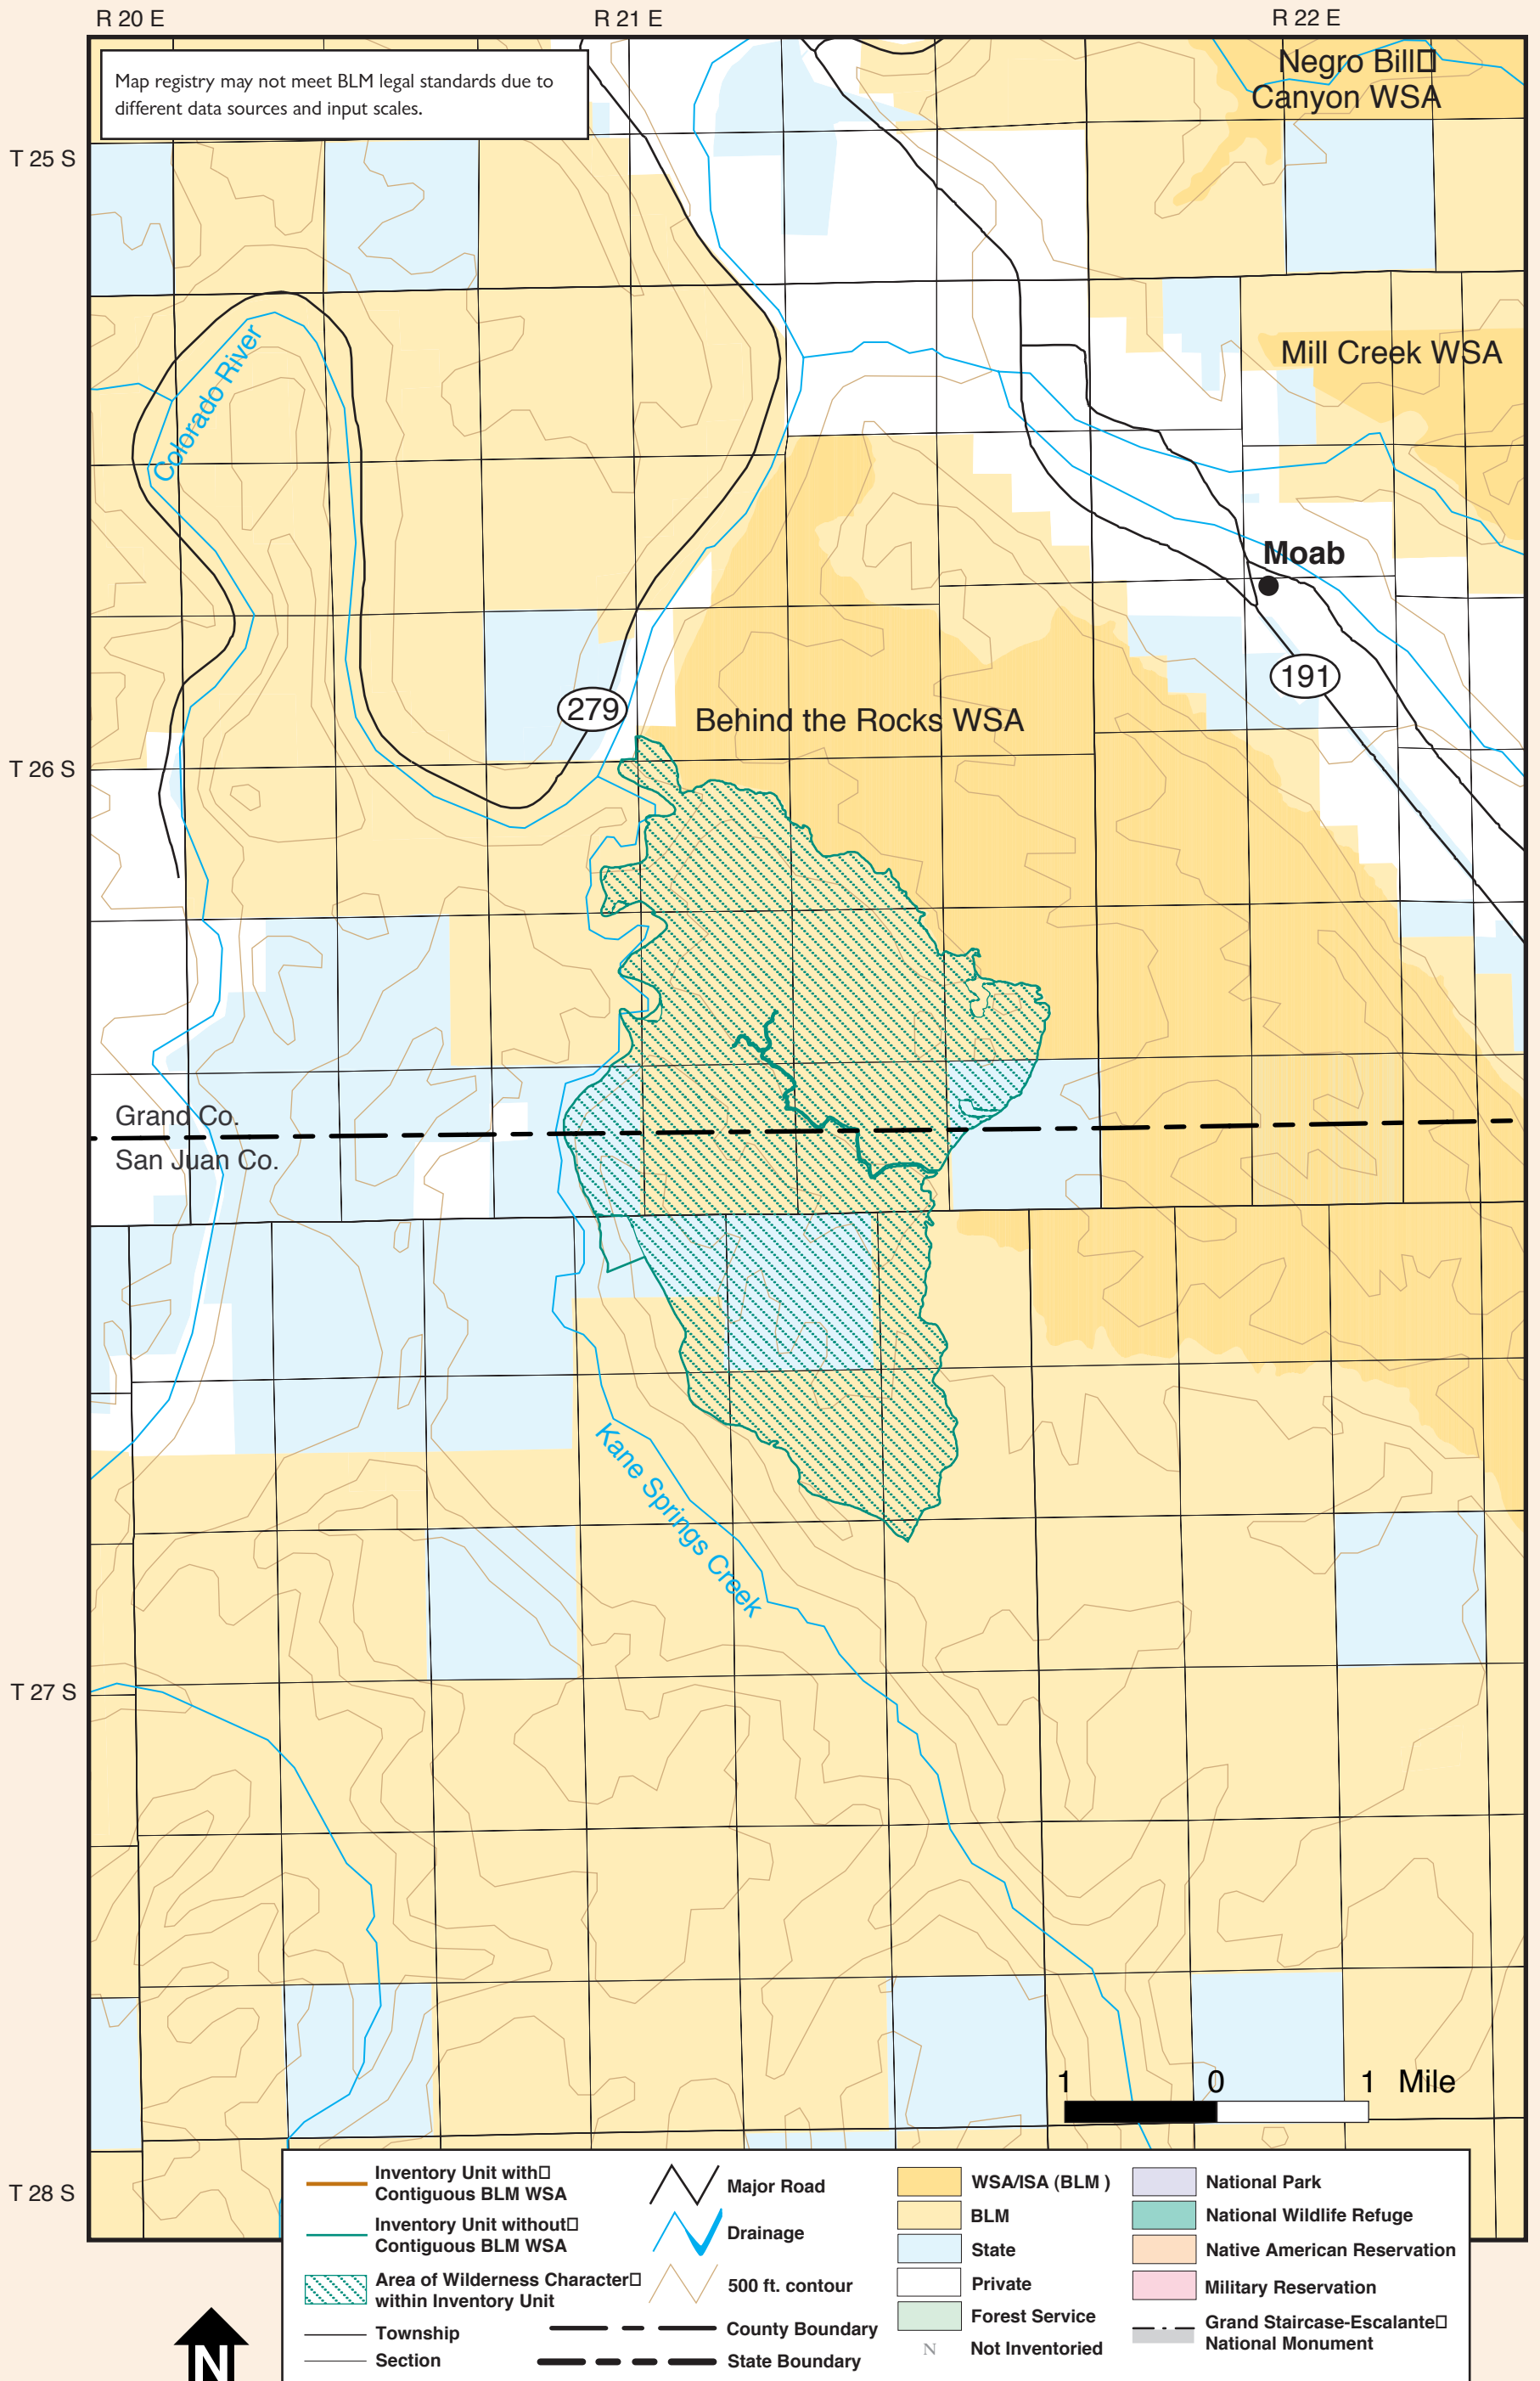 R 20 E
R 21 E
R 22 E
Map registry may not meet BLM legal standards due to
different data sources and input scales.
Negro Bill□
Canyon WSA
T 25 S
Colorado River
Mill Creek WSA
Moab
191
279
Behind the Rocks WSA
T 26 S
Grand Co.
San Juan Co.
Kane Springs Creek
T 27 S
1 0 1 Mile
T 28 S
Inventory Unit with□
Contiguous BLM WSA
Inventory Unit without□
Contiguous BLM WSA
Area of Wilderness Character□
within Inventory Unit
Township
Section
Major Road
Drainage
500 ft. contour
County Boundary
State Boundary
WSA/ISA (BLM )
BLM
State
Private
Forest Service
N Not Inventoried
National Park
National Wildlife Refuge
Native American Reservation
Military Reservation
Grand Staircase-Escalante□
National Monument
N